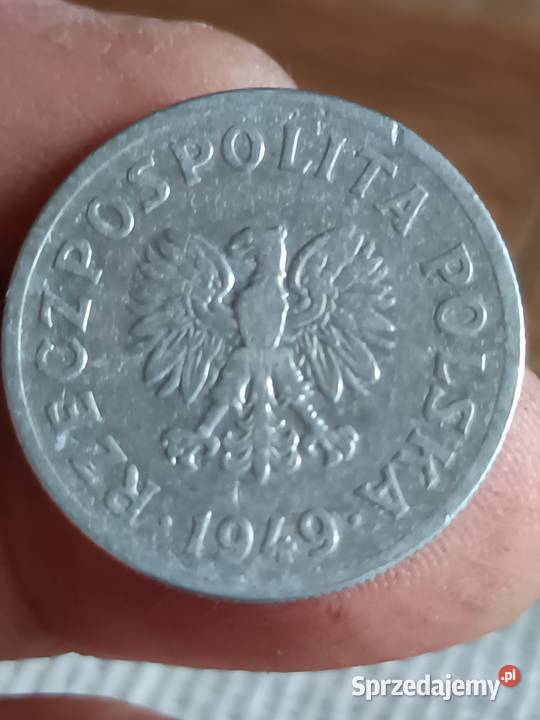 RZECZPOSPOLITA POLSKA
· 1949 ·
Sprzedajemy.pl